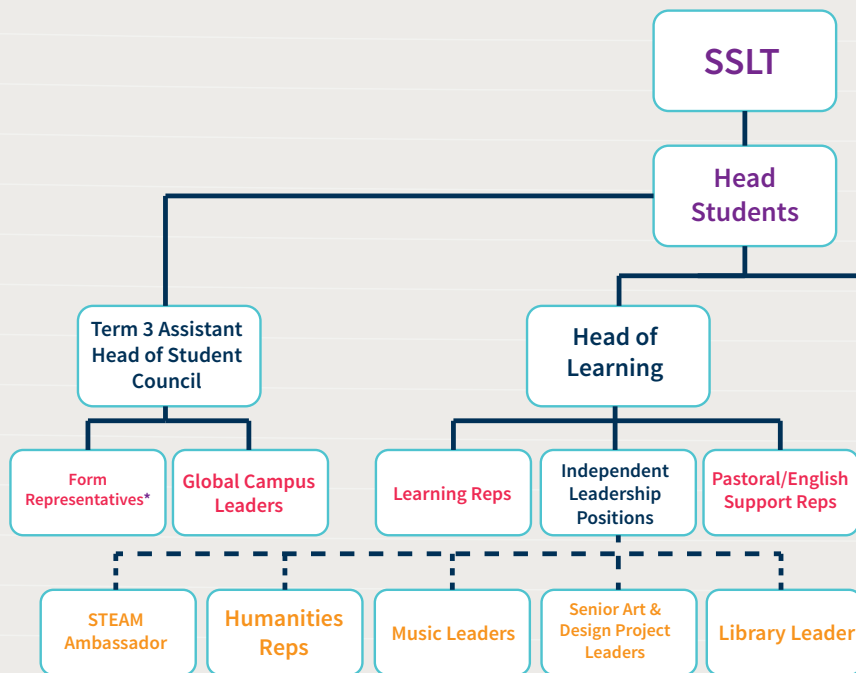 SSLT
Head
Students
Term 3 Assistant
Head of Student
Council
Head of
Learning
Form
Representatives*
Global Campus
Leaders
Learning Reps
Independent
Leadership
Positions
Pastoral/English
Support Reps
STEAM
Ambassador
Humanities
Reps
Music Leaders
Senior Art &
Design Project
Leaders
Library Leader